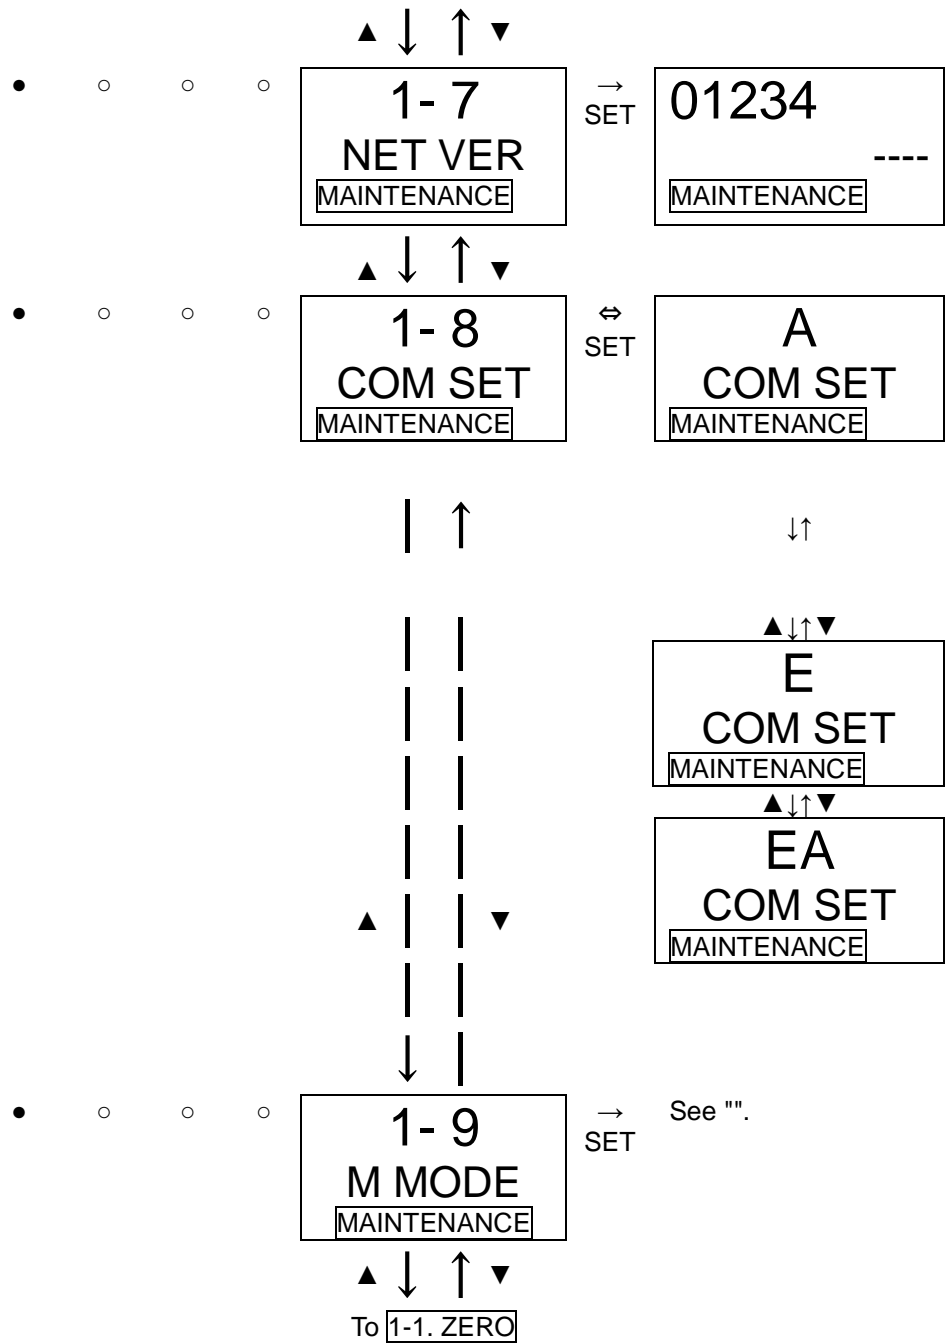 ▲ ↓ ↑ ▼
● ○ ○ ○ 1- 7 → 01234
NET VER SET ----
MAINTENANCE MAINTENANCE
▲ ↓ ↑ ▼
● ○ ○ ○ 1- 8 ⇔ A
COM SET SET COM SET
MAINTENANCE MAINTENANCE
| ↑ ↓↑
▲↓↑▼
E
COM SET
MAINTENANCE
▲↓↑▼
EA
COM SET
MAINTENANCE
▲ | | ▼
↓ |
● ○ ○ ○ 1- 9 → See "".
M MODE SET
MAINTENANCE
▲ ↓ ↑ ▼
To 1-1. ZERO